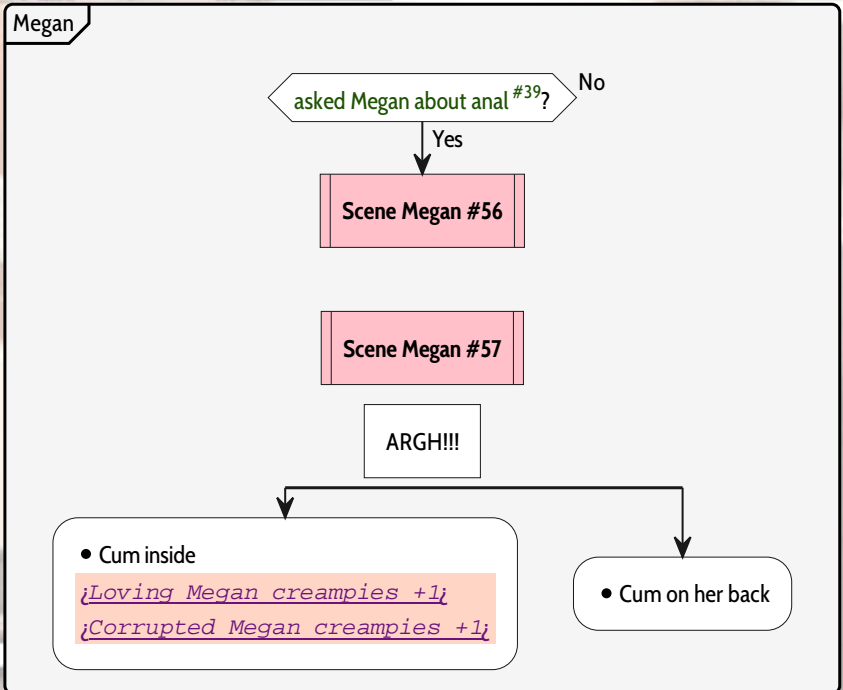 Megan
asked Megan about anal #39?
No
Yes
Scene Megan #56
Scene Megan #57
ARGH!!!
• Cum inside
¿Loving Megan creampies +1¿
¿Corrupted Megan creampies +1¿
• Cum on her back